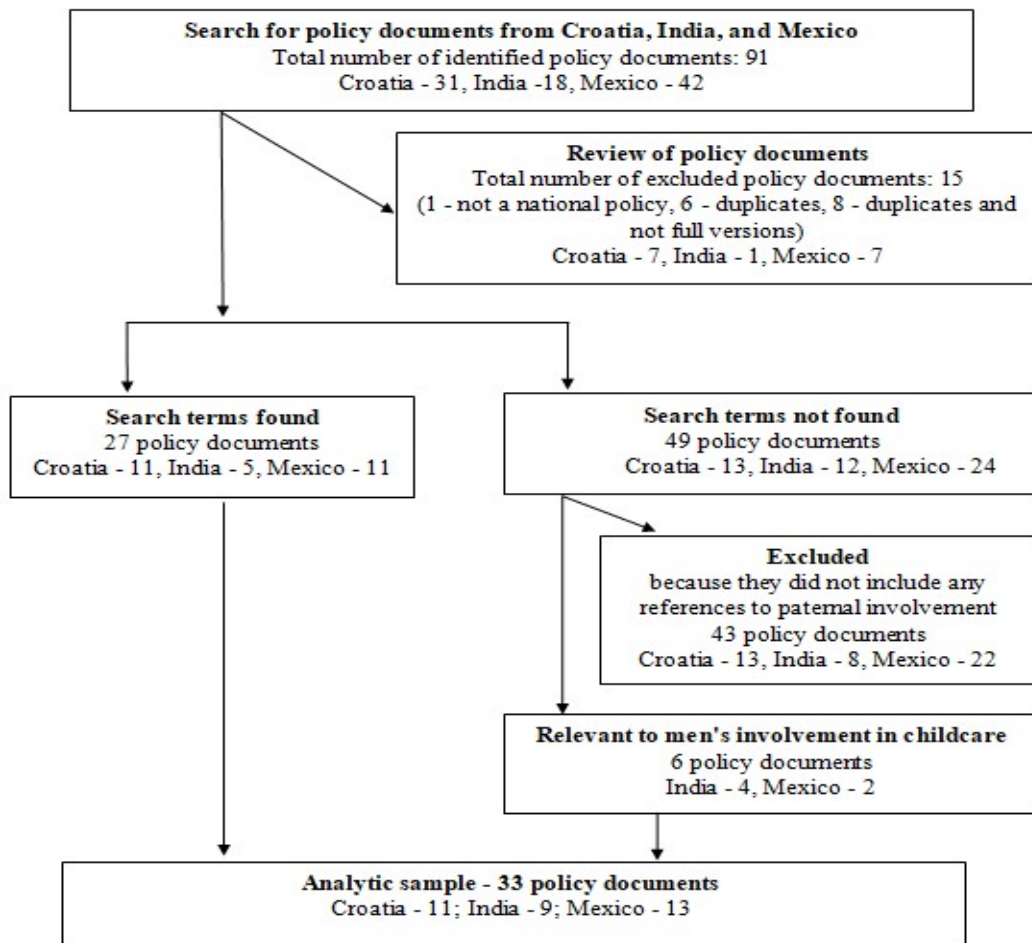 Search for policy documents from Croatia, India, and Mexico
Total number of identified policy documents: 91
Croatia - 31, India -18, Mexico - 42
Review of policy documents
Total number of excluded policy documents: 15
(1 - not a national policy, 6 - duplicates, 8 - duplicates and
not full versions)
Croatia - 7, India - 1, Mexico - 7
Search terms found
27 policy documents
Croatia - 11, India - 5, Mexico - 11
Search terms not found
49 policy documents
Croatia - 13, India - 12, Mexico - 24
Excluded
because they did not include any
references to paternal involvement
43 policy documents
Croatia - 13, India - 8, Mexico - 22
Relevant to men's involvement in childcare
6 policy documents
India - 4, Mexico - 2
Analytic sample - 33 policy documents
Croatia - 11; India - 9; Mexico - 13